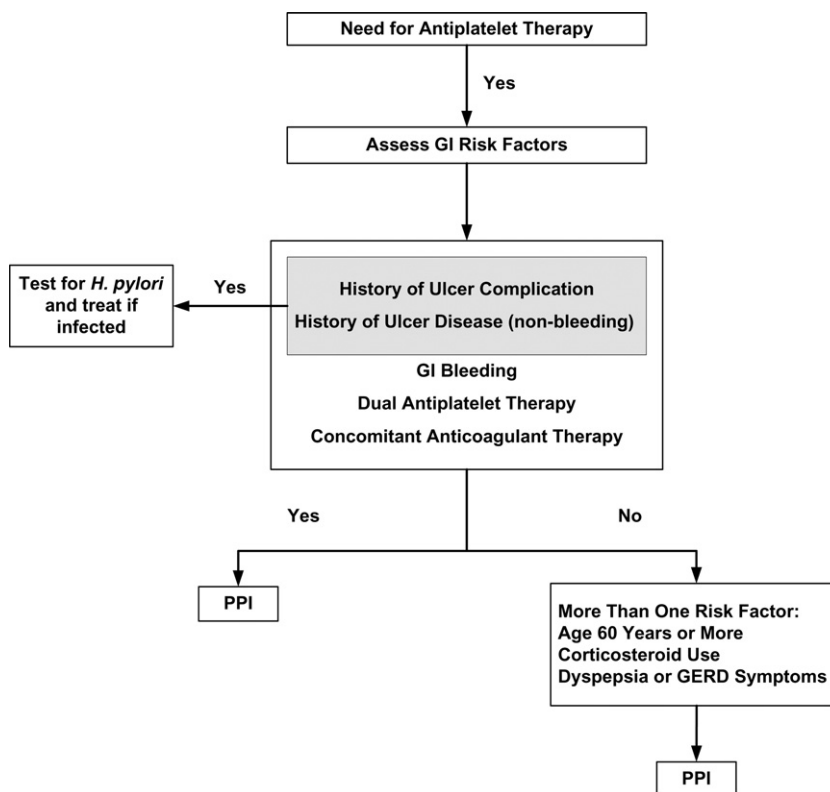 Need for Antiplatelet Therapy
Yes
Assess GI Risk Factors
Test for H. pylori
and treat if
infected
Yes
History of Ulcer Complication
History of Ulcer Disease (non-bleeding)
GI Bleeding
Dual Antiplatelet Therapy
Concomitant Anticoagulant Therapy
Yes
No
PPI
More Than One Risk Factor:
Age 60 Years or More
Corticosteroid Use
Dyspepsia or GERD Symptoms
PPI